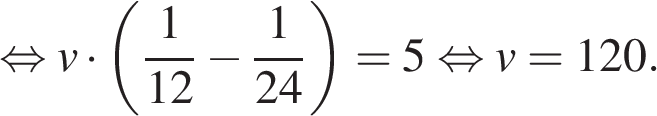 ⇔ v · (1/12 − 1/24) = 5 ⇔ v = 120.